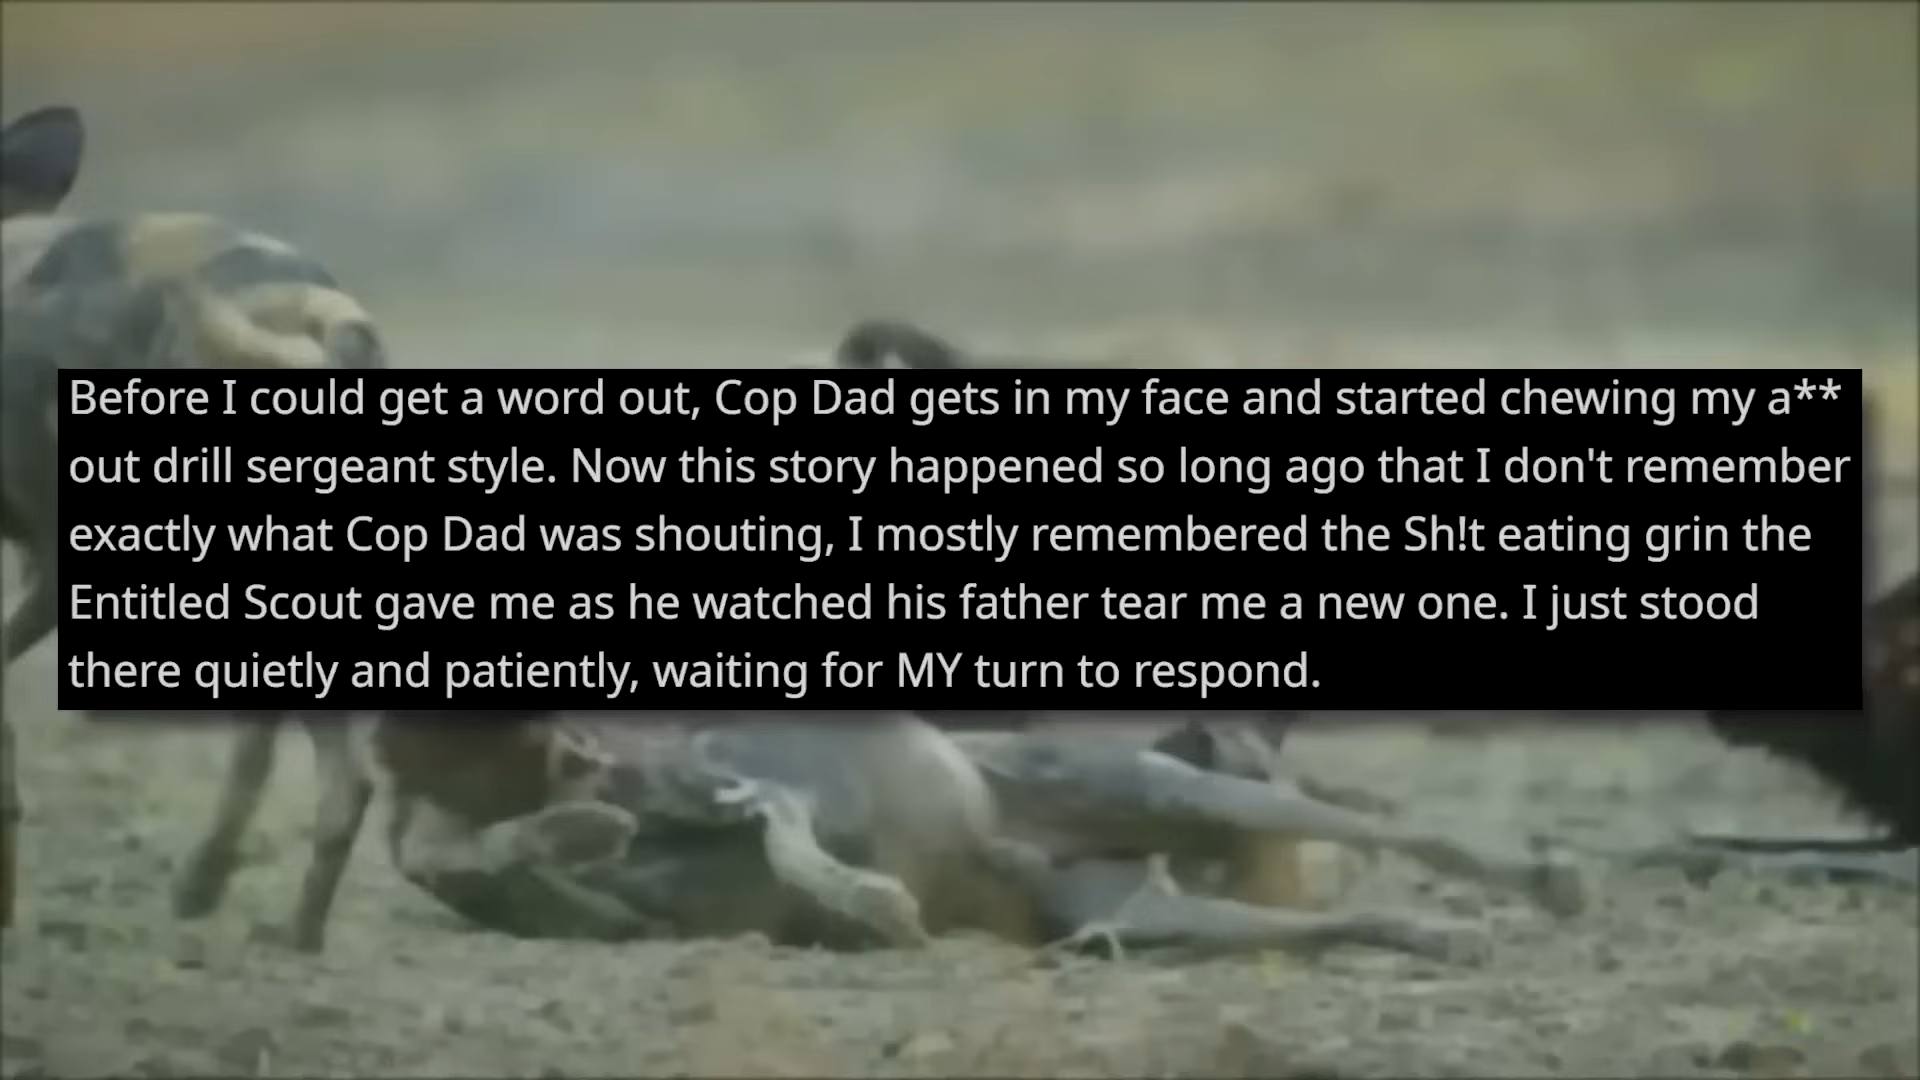 Before I could get a word out, Cop Dad gets in my face and started chewing my a**
out drill sergeant style. Now this story happened so long ago that I don't remember
exactly what Cop Dad was shouting, I mostly remembered the Sh!t eating grin the
Entitled Scout gave me as he watched his father tear me a new one. I just stood
there quietly and patiently, waiting for MY turn to respond.